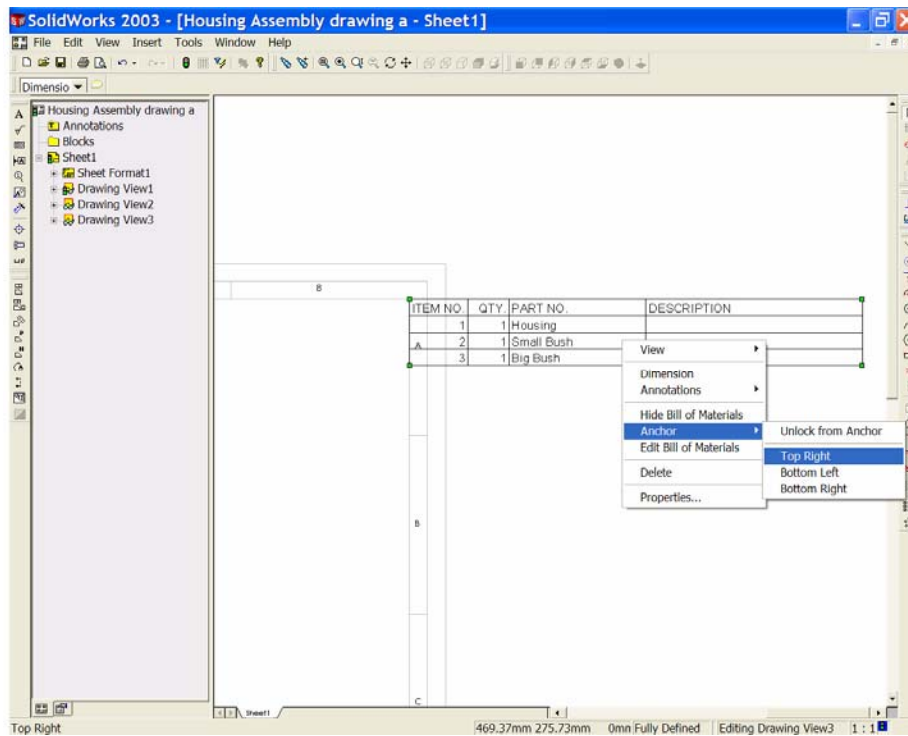 SolidWorks 2003 - [Housing Assembly drawing a - Sheet1]
File Edit View Insert Tools Window Help
Dimensio
Housing Assembly drawing a
Annotations
Blocks
Sheet1
Sheet Format1
Drawing View1
Drawing View2
Drawing View3
8
ITEM NO. QTY. PART NO. DESCRIPTION
1 1 Housing
A 2 1 Small Bush
3 1 Big Bush
View
Dimension
Annotations
Hide Bill of Materials
Anchor
Edit Bill of Materials
Delete
Properties...
Unlock from Anchor
Top Right
Bottom Left
Bottom Right
B
C
Sheet1
Top Right 469.37mm 275.73mm 0mn Fully Defined Editing Drawing View3 1 : 1